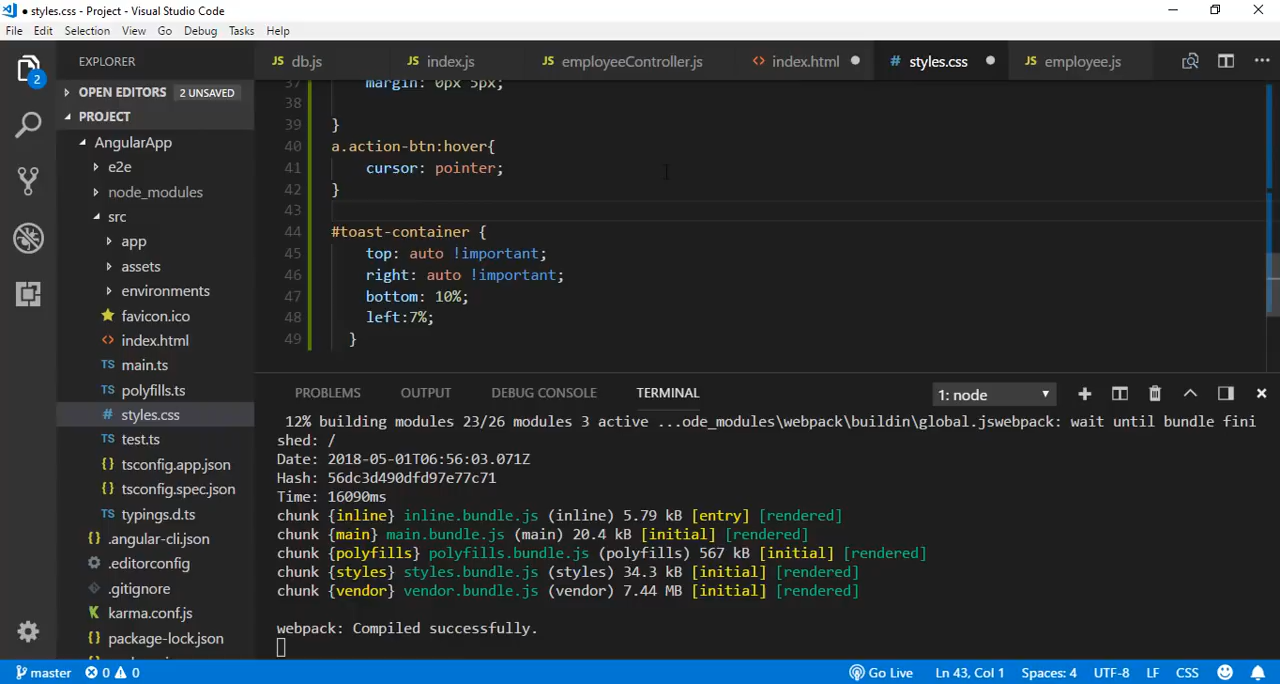 ● styles.css - Project - Visual Studio Code
File Edit Selection View Go Debug Tasks Help
EXPLORER
JS db.js JS index.js JS employeeController.js <> index.html ● # styles.css ● JS employee.js
2
OPEN EDITORS 2 UNSAVED
PROJECT
AngularApp
e2e
node_modules
src
app
assets
environments
favicon.ico
<> index.html
TS main.ts
TS polyfills.ts
# styles.css
TS test.ts
{} tsconfig.app.json
{} tsconfig.spec.json
TS typings.d.ts
{} .angular-cli.json
.editorconfig
.gitignore
karma.conf.js
{} package-lock.json
37 margin: 0px 5px;
38
39 }
40 a.action-btn:hover{
41 cursor: pointer;
42 }
43
44 #toast-container {
45 top: auto !important;
46 right: auto !important;
47 bottom: 10%;
48 left:7%;
49 }
PROBLEMS OUTPUT DEBUG CONSOLE TERMINAL 1: node
12% building modules 23/26 modules 3 active ...ode_modules\webpack\buildin\global.jswebpack: wait until bundle fini
shed: /
Date: 2018-05-01T06:56:03.071Z
Hash: 56dc3d490dfd97e77c71
Time: 16090ms
chunk {inline} inline.bundle.js (inline) 5.79 kB [entry] [rendered]
chunk {main} main.bundle.js (main) 20.4 kB [initial] [rendered]
chunk {polyfills} polyfills.bundle.js (polyfills) 567 kB [initial] [rendered]
chunk {styles} styles.bundle.js (styles) 34.3 kB [initial] [rendered]
chunk {vendor} vendor.bundle.js (vendor) 7.44 MB [initial] [rendered]
webpack: Compiled successfully.
master 0 0 Go Live Ln 43, Col 1 Spaces: 4 UTF-8 LF CSS